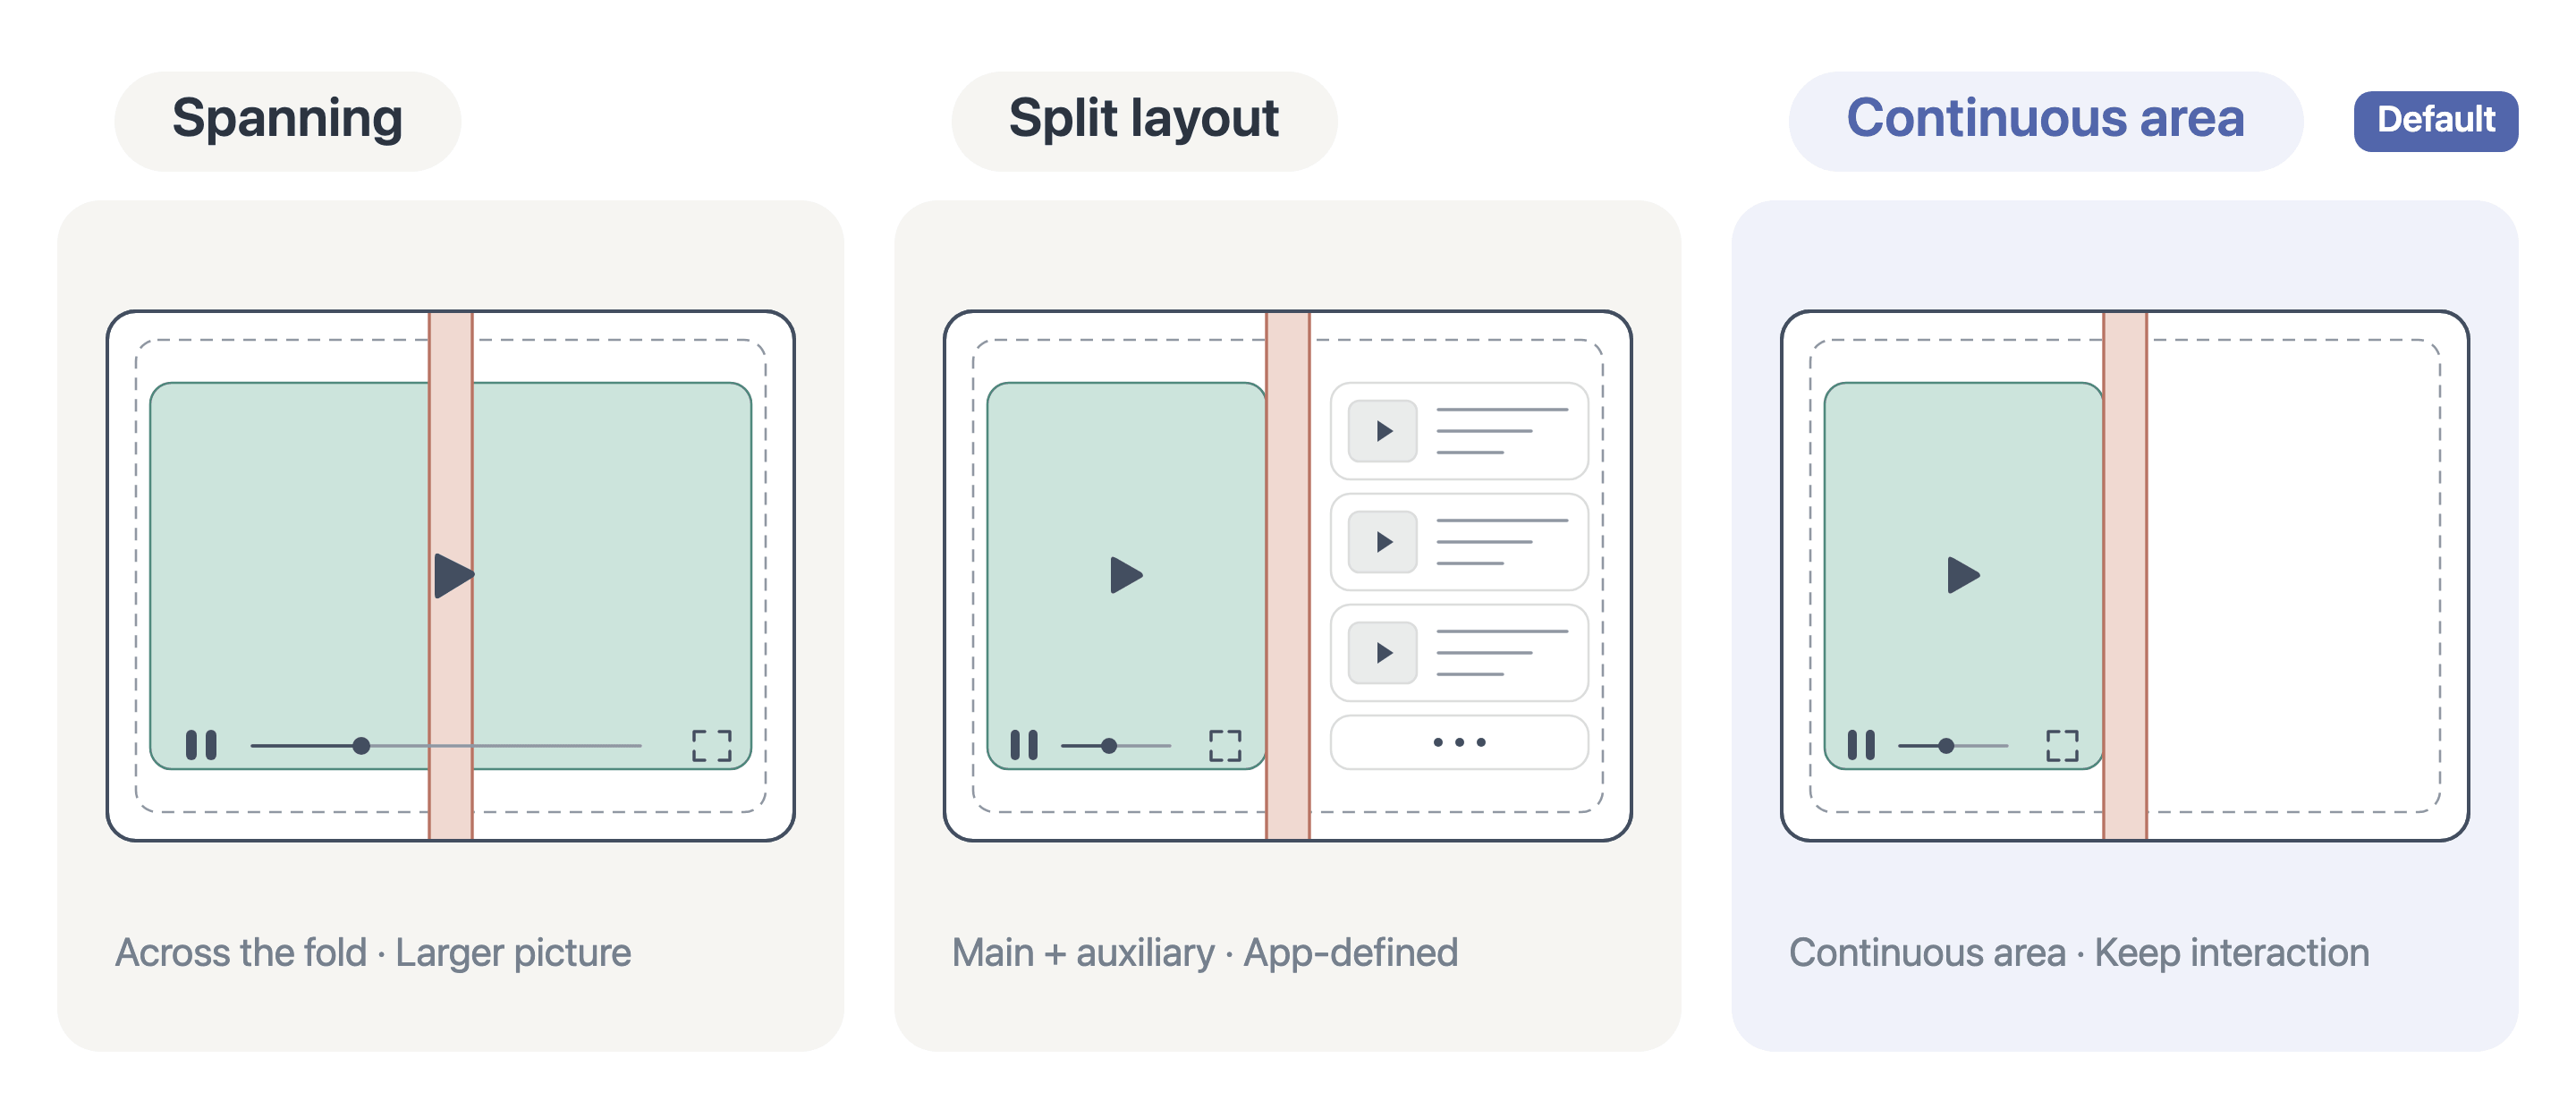 Spanning
Split layout
Continuous area
Default
Across the fold · Larger picture
Main + auxiliary · App-defined
Continuous area · Keep interaction